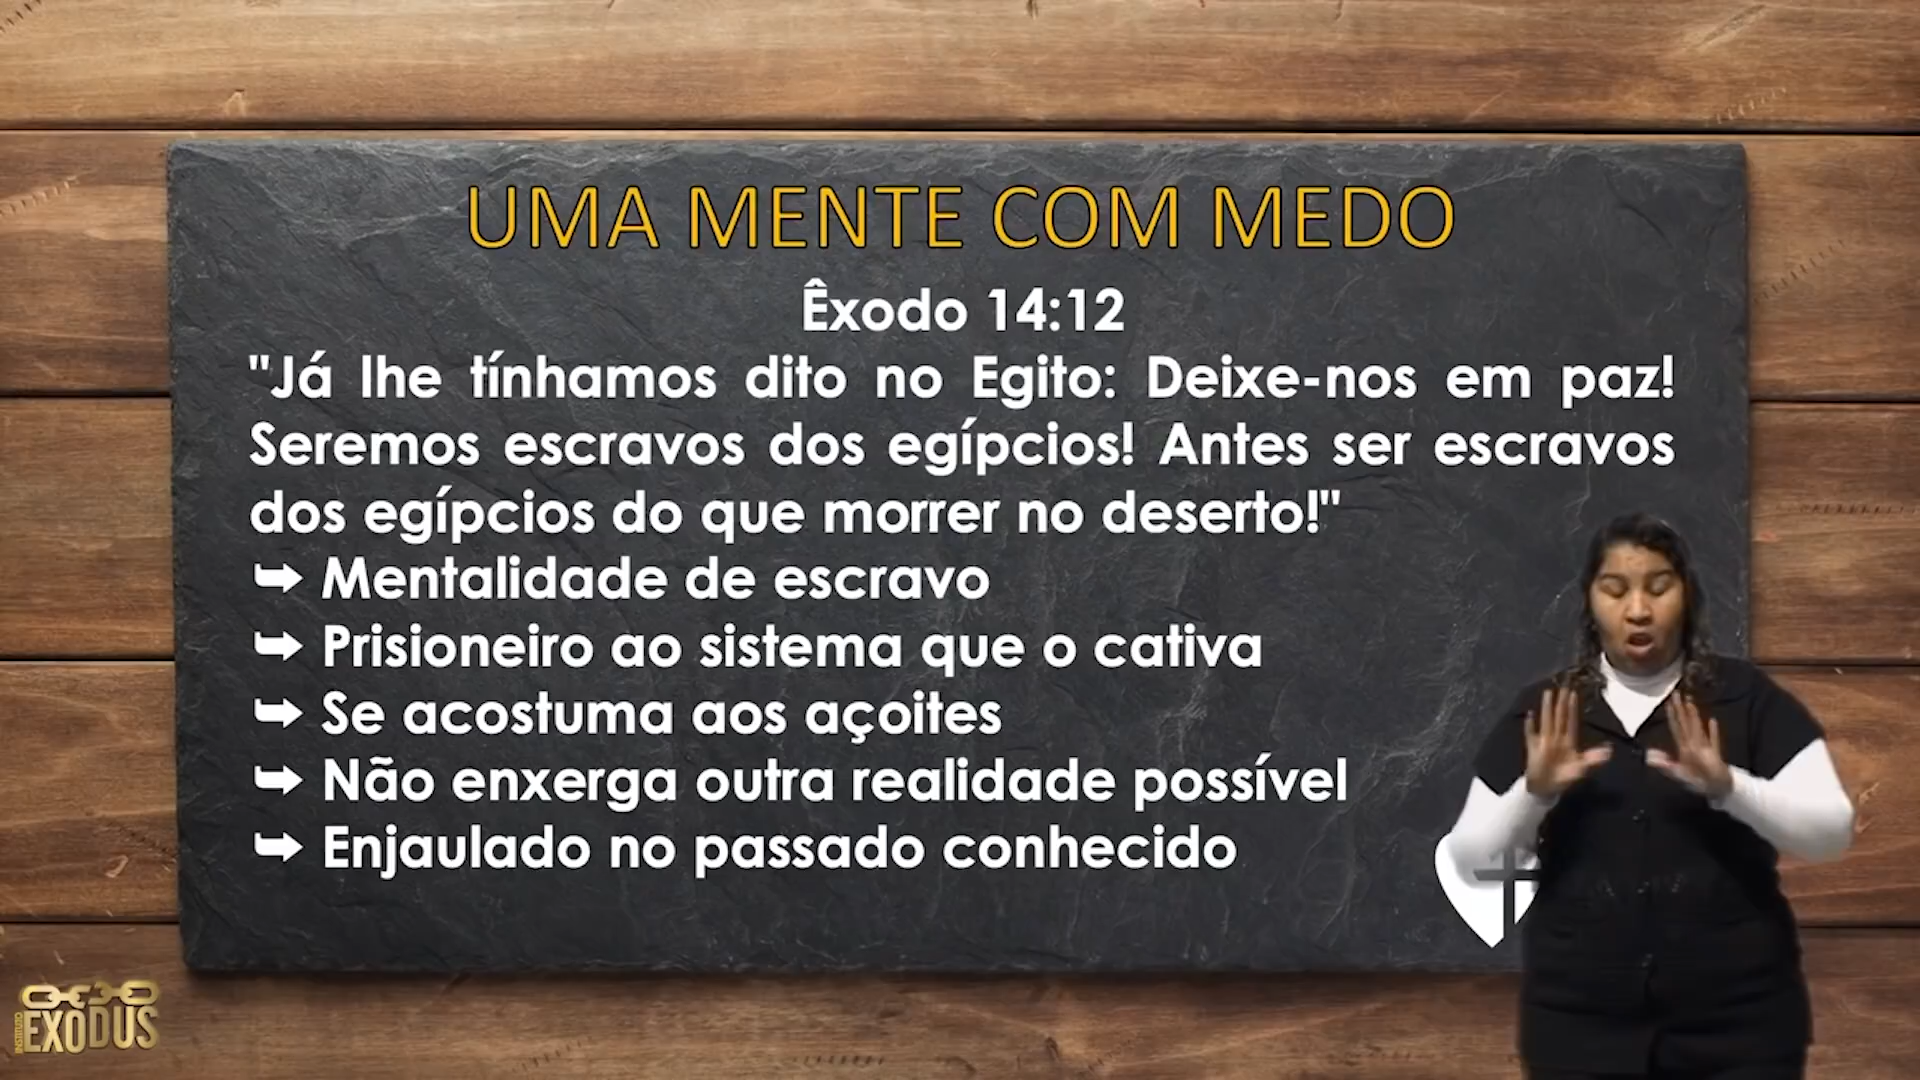 UMA MENTE COM MEDO
Êxodo 14:12
"Já lhe tínhamos dito no Egito: Deixe-nos em paz!
Seremos escravos dos egípcios! Antes ser escravos
dos egípcios do que morrer no deserto!"
➥ Mentalidade de escravo
➥ Prisioneiro ao sistema que o cativa
➥ Se acostuma aos açoites
➥ Não enxerga outra realidade possível
➥ Enjaulado no passado conhecido
INSTITUTO
EXODUS